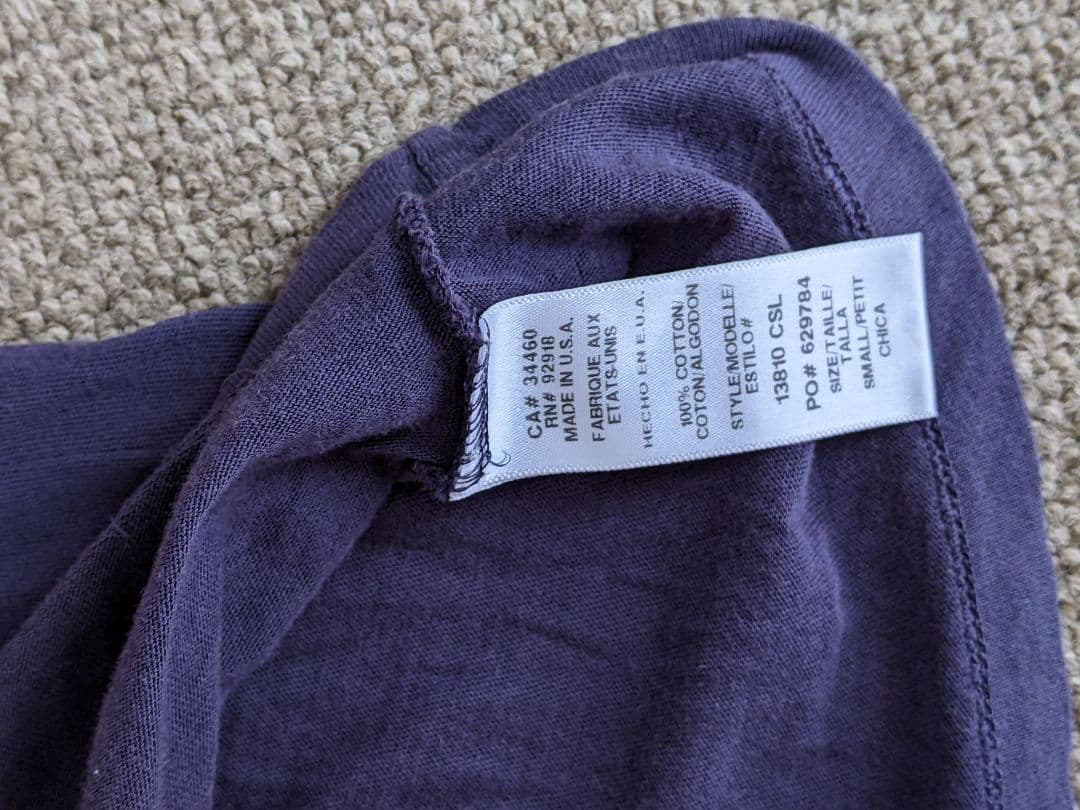 CA# 34460
RN# 92918
MADE IN U.S.A.
FABRIQUE AUX
ETATS-UNIS
HECHO EN E.U.A.
100% COTTON/
COTON/ALGODON
STYLE/MODELLE/
ESTILO#
13810 CSL
PO# 629784
SIZE/TAILLE/
TALLA
SMALL/PETIT
CHICA